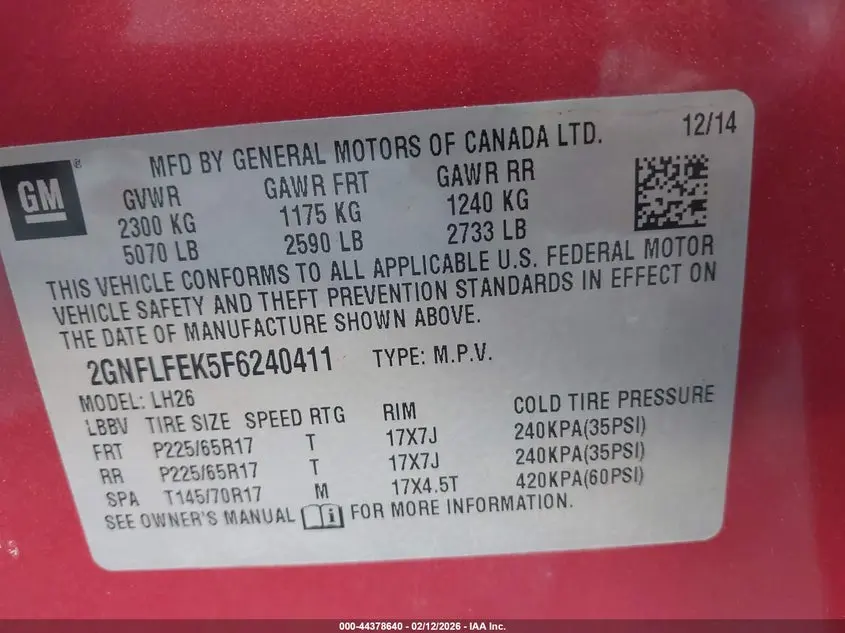 GM®
MFD BY GENERAL MOTORS OF CANADA LTD. 12/14
GVWR GAWR FRT GAWR RR
2300 KG 1175 KG 1240 KG
5070 LB 2590 LB 2733 LB
THIS VEHICLE CONFORMS TO ALL APPLICABLE U.S. FEDERAL MOTOR
VEHICLE SAFETY AND THEFT PREVENTION STANDARDS IN EFFECT ON
THE DATE OF MANUFACTURE SHOWN ABOVE.
2GNFLFEK5F6240411 TYPE: M.P.V.
MODEL: LH26
LBBV TIRE SIZE SPEED RTG RIM COLD TIRE PRESSURE
FRT P225/65R17 T 17X7J 240KPA(35PSI)
RR P225/65R17 T 17X7J 240KPA(35PSI)
SPA T145/70R17 M 17X4.5T 420KPA(60PSI)
SEE OWNER'S MANUAL FOR MORE INFORMATION.
000-44378640 - 02/12/2026 - IAA Inc.